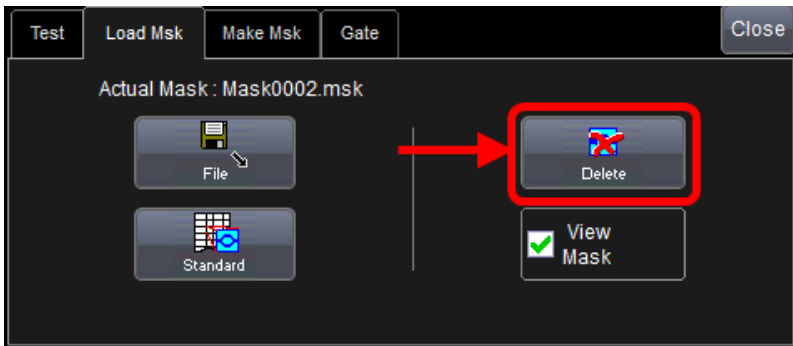 Test
Load Msk
Make Msk
Gate
Close
Actual Mask : Mask0002.msk
File
Delete
Standard
View
Mask